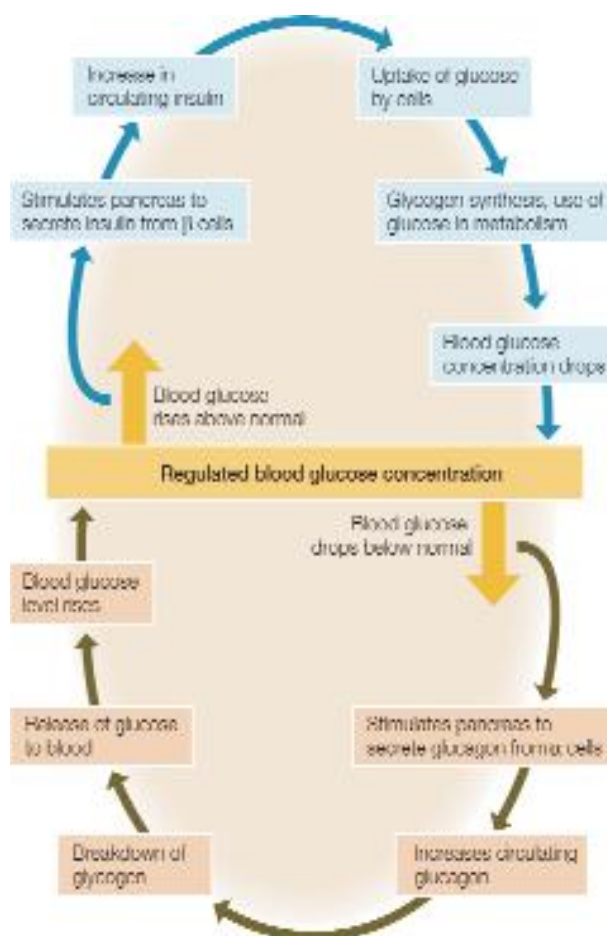 Increase in
circulating insulin
Uptake of glucose
by cells
Stimulates pancreas to
secrete insulin from β cells
Glycogen synthesis, use of
glucose in metabolism
Blood glucose
concentration drops
Blood glucose
rises above normal
Regulated blood glucose concentration
Blood glucose
drops below normal
Blood glucose
level rises
Release of glucose
to blood
Stimulates pancreas to
secrete glucagon fromα cells
Breakdown of
glycogen
Increases circulating
glucagon